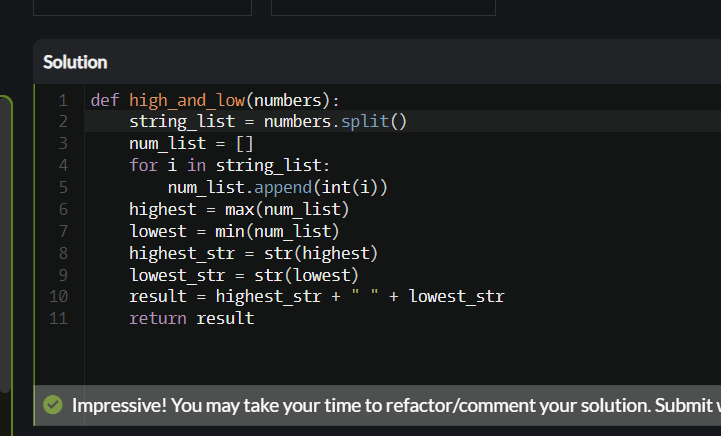 Solution
1 def high_and_low(numbers):
2 string_list = numbers.split()
3 num_list = []
4 for i in string_list:
5 num_list.append(int(i))
6 highest = max(num_list)
7 lowest = min(num_list)
8 highest_str = str(highest)
9 lowest_str = str(lowest)
10 result = highest_str + " " + lowest_str
11 return result
Impressive! You may take your time to refactor/comment your solution. Submit